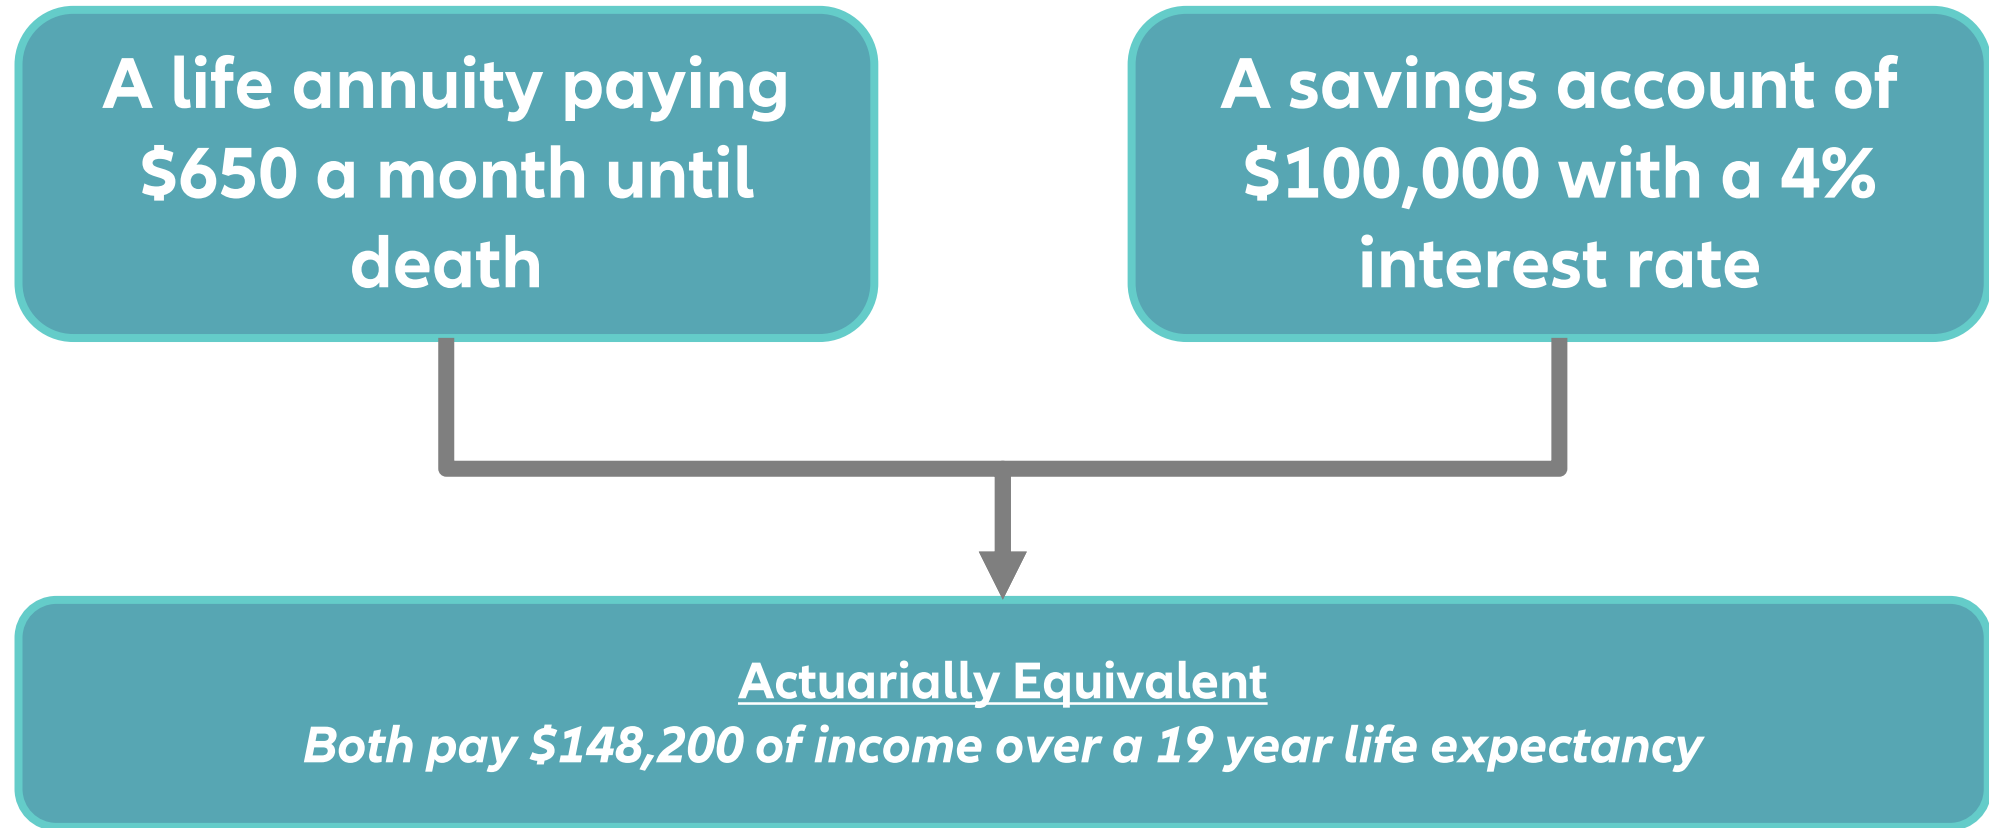 A life annuity paying
$650 a month until
death
A savings account of
$100,000 with a 4%
interest rate
Actuarially Equivalent
Both pay $148,200 of income over a 19 year life expectancy